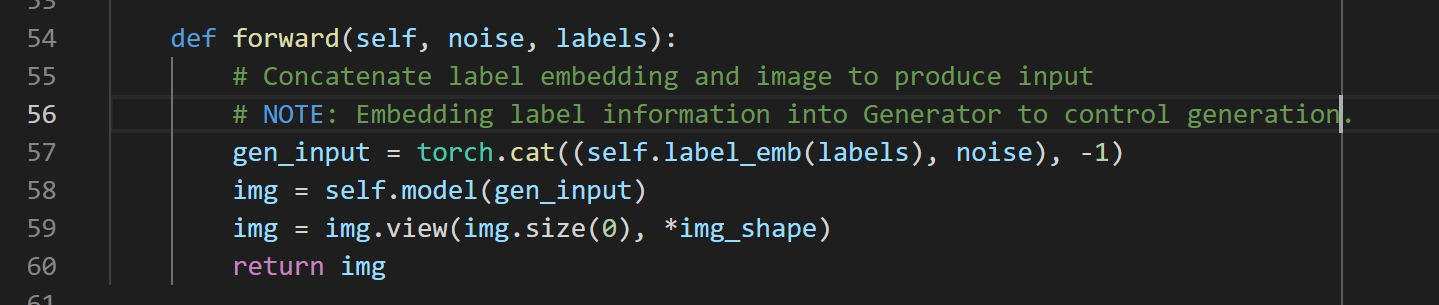 53
54 def forward(self, noise, labels):
55 # Concatenate label embedding and image to produce input
56 # NOTE: Embedding label information into Generator to control generation.
57 gen_input = torch.cat((self.label_emb(labels), noise), -1)
58 img = self.model(gen_input)
59 img = img.view(img.size(0), *img_shape)
60 return img
61